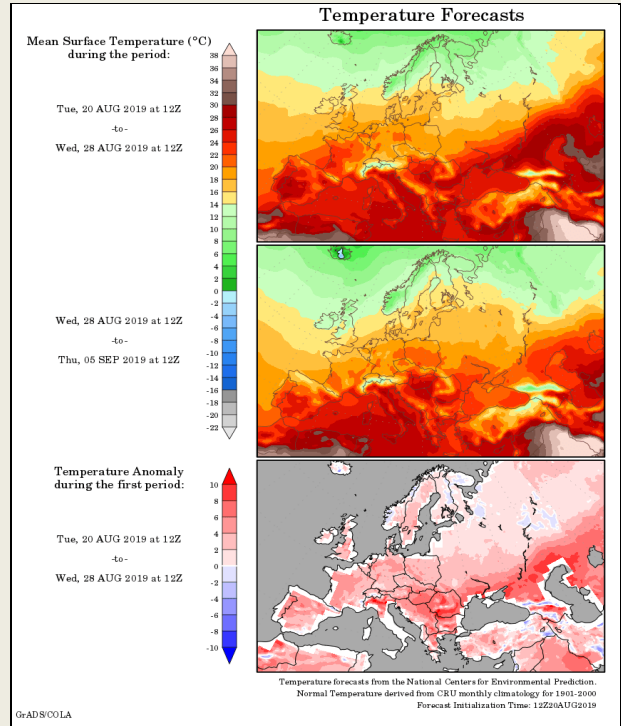 Temperature Forecasts
Mean Surface Temperature (°C)
during the period:
Tue, 20 AUG 2019 at 12Z
-to-
Wed, 28 AUG 2019 at 12Z
38
36
34
32
30
28
26
24
22
20
18
16
14
12
10
8
6
4
2
0
-2
-4
-6
-8
-10
-12
-14
-16
-18
-20
-22
Wed, 28 AUG 2019 at 12Z
-to-
Thu, 05 SEP 2019 at 12Z
Temperature Anomaly
during the first period:
Tue, 20 AUG 2019 at 12Z
-to-
Wed, 28 AUG 2019 at 12Z
10
8
6
4
2
0
-2
-4
-6
-8
-10
Temperature forecasts from the National Centers for Environmental Prediction.
Normal Temperature derived from CRU monthly climatology for 1901-2000
Forecast Initialization Time: 12Z20AUG2019
GrADS/COLA